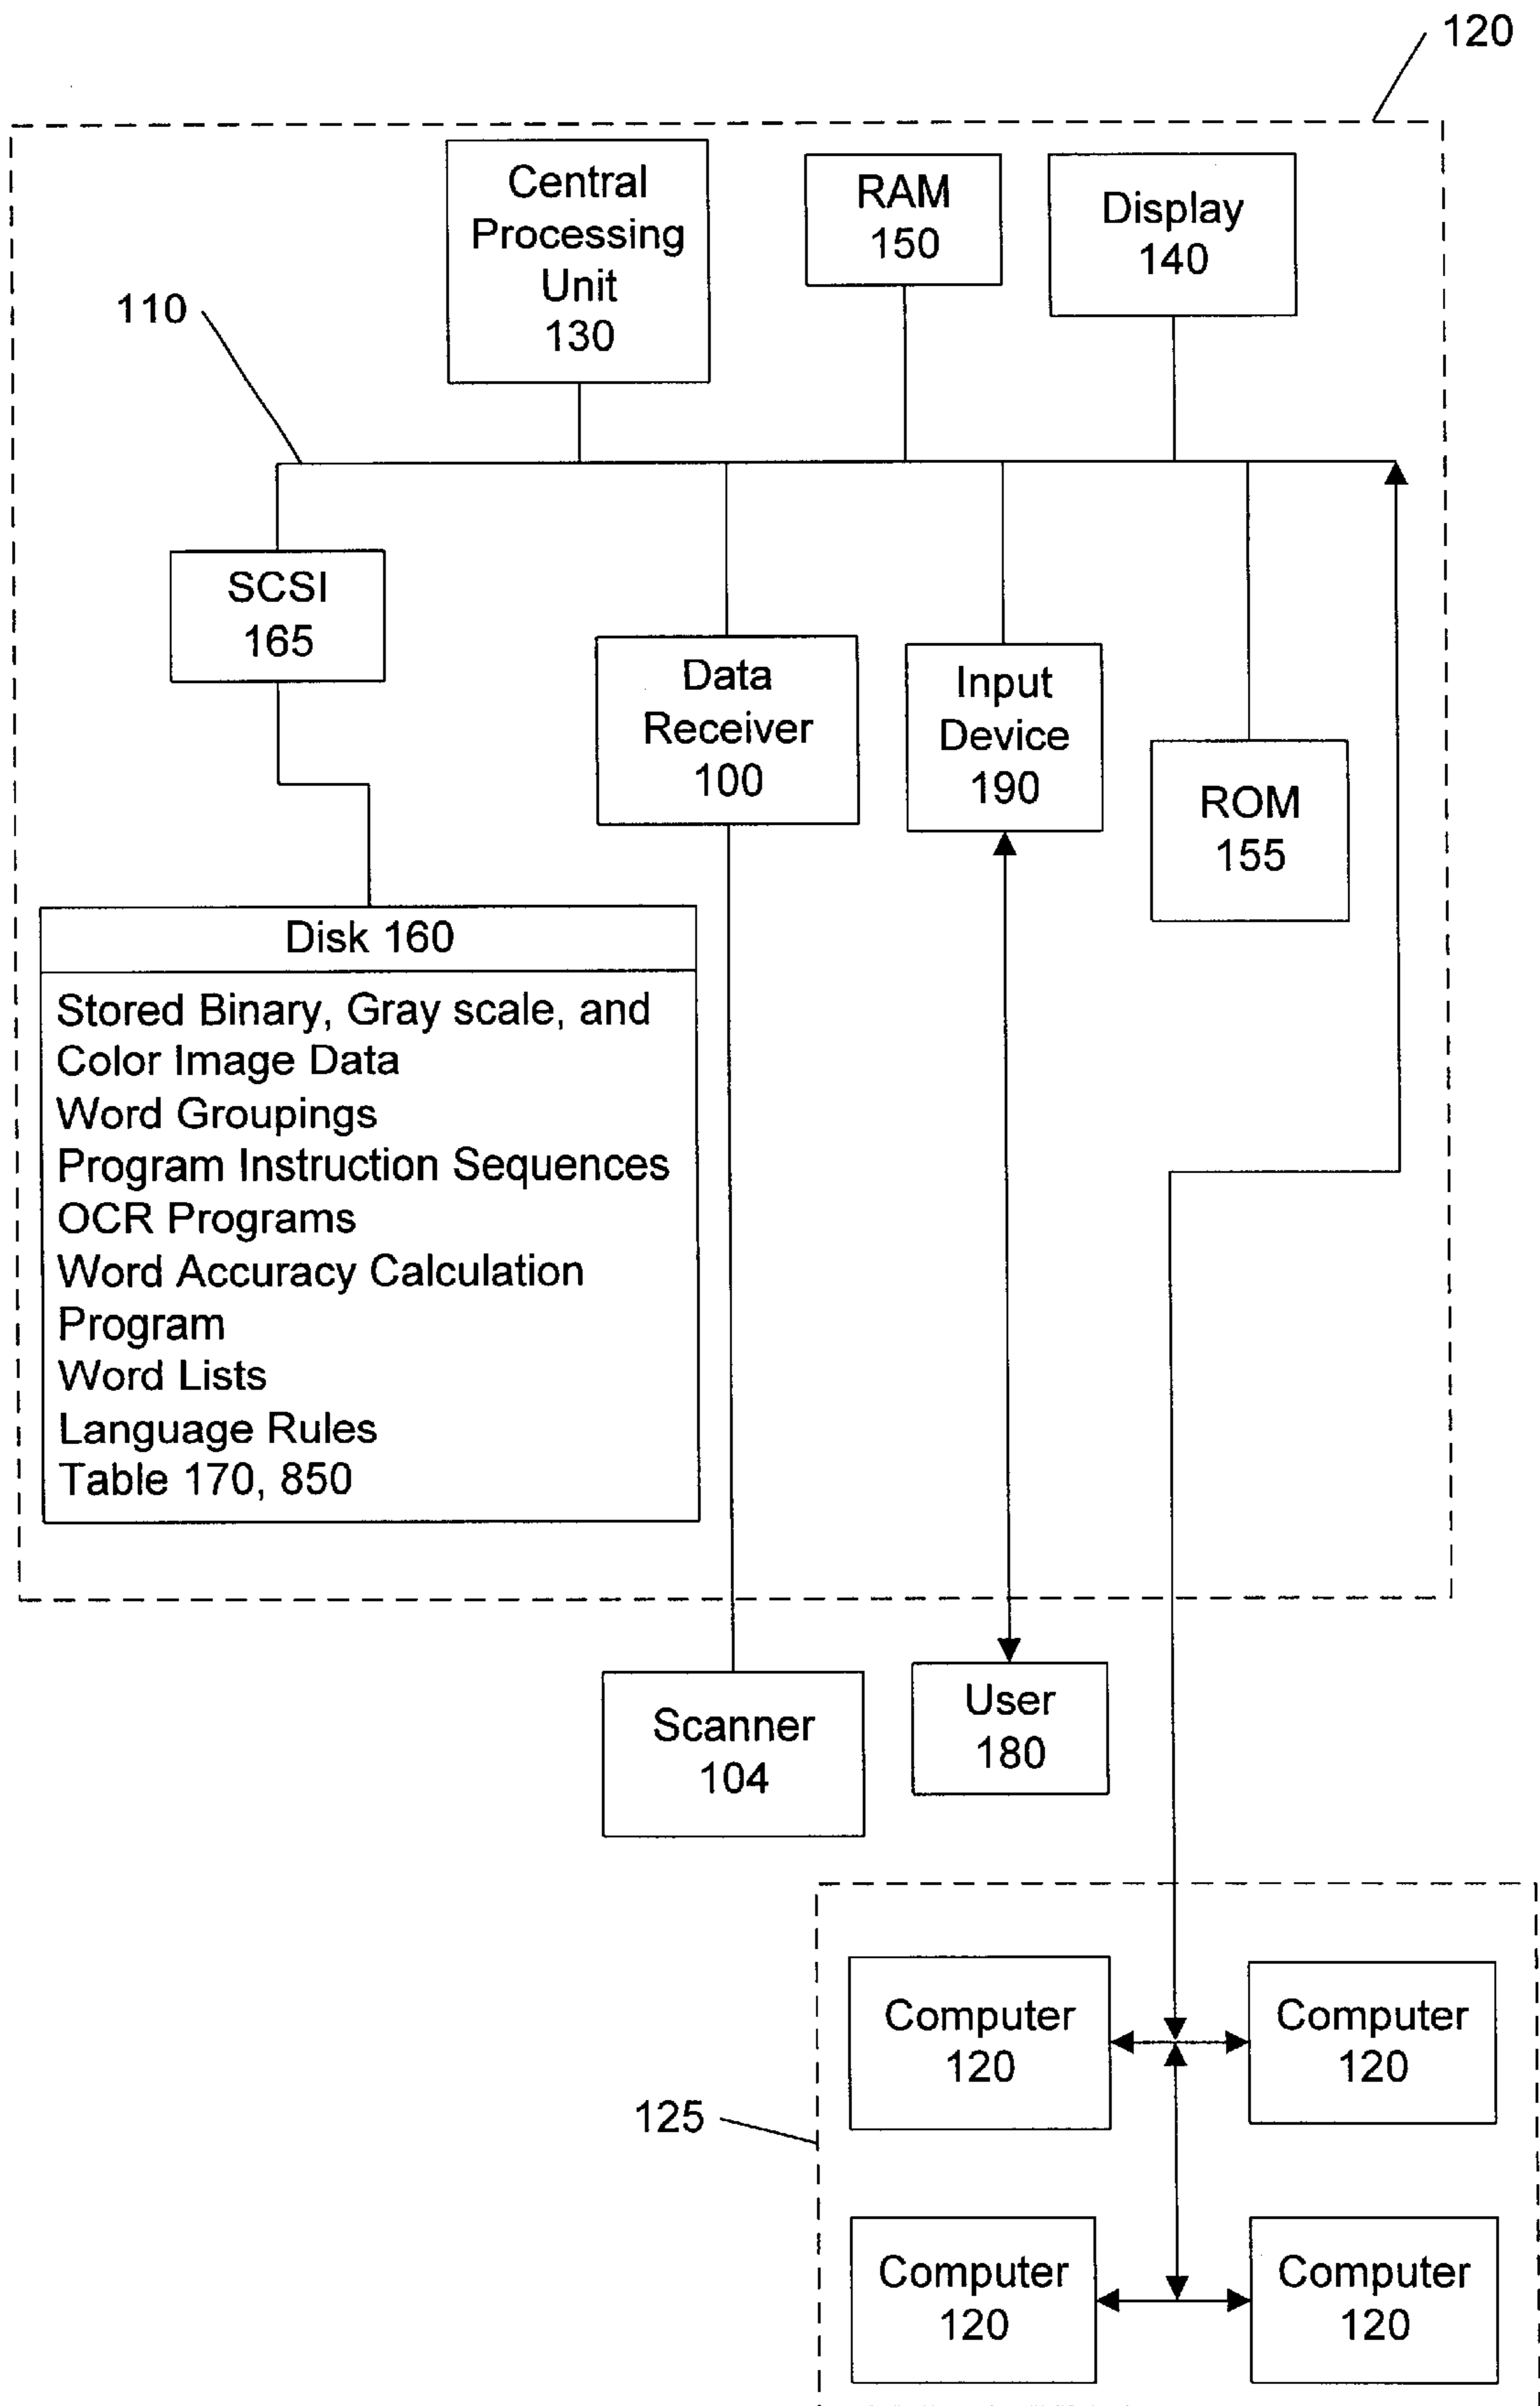 120
Central
Processing
Unit
130
RAM
150
Display
140
110
SCSI
165
Data
Receiver
100
Input
Device
190
ROM
155
Disk 160
Stored Binary, Gray scale, and
Color Image Data
Word Groupings
Program Instruction Sequences
OCR Programs
Word Accuracy Calculation
Program
Word Lists
Language Rules
Table 170, 850
Scanner
104
User
180
125
Computer
120
Computer
120
Computer
120
Computer
120